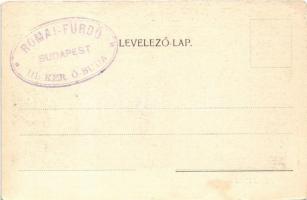 RÓMAI-FÜRDŐ
BUDAPEST
III. KER. Ó-BUDA
LEVELEZŐ-LAP.